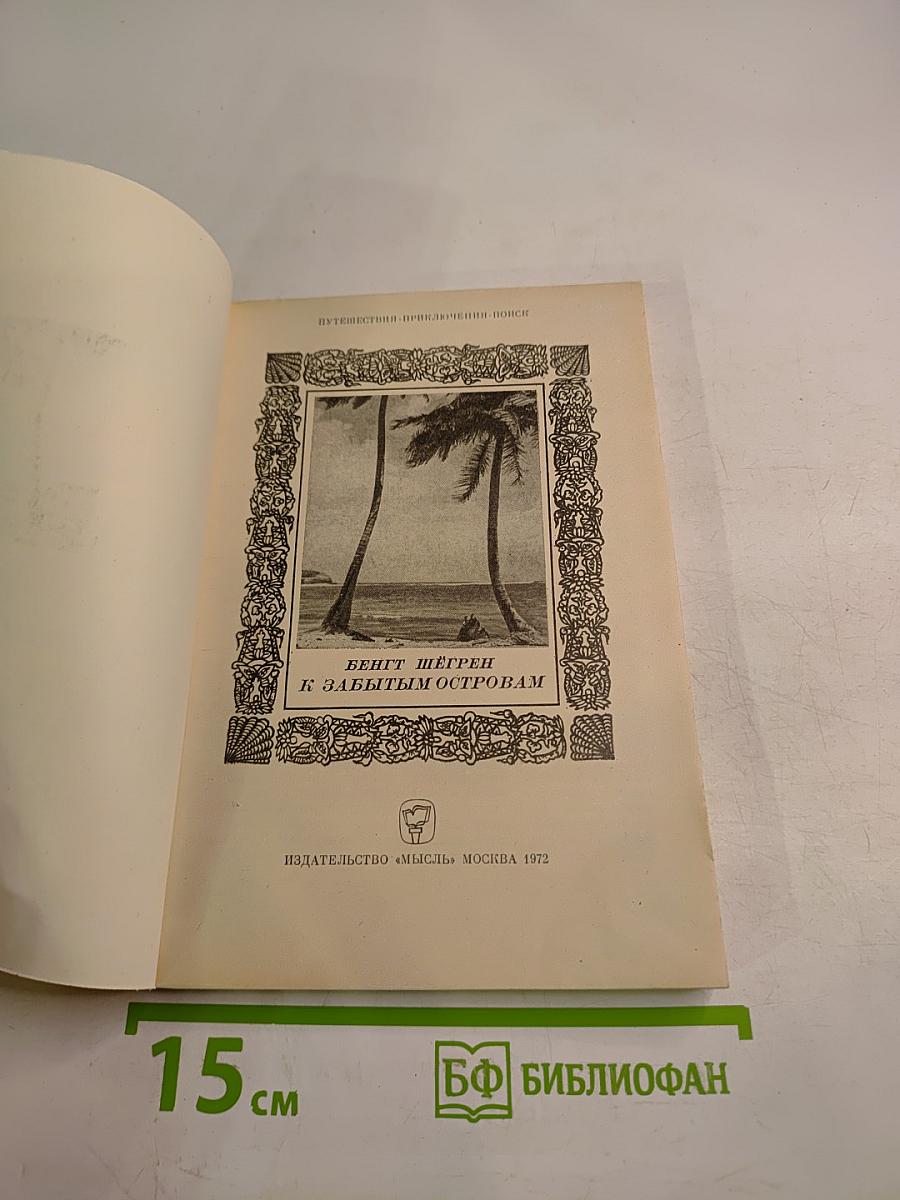 ПУТЕШЕСТВИЯ·ПРИКЛЮЧЕНИЯ·ПОИСК
БЕНГТ ШЁГРЕН
К ЗАБЫТЫМ ОСТРОВАМ
ИЗДАТЕЛЬСТВО «МЫСЛЬ» МОСКВА 1972
15 см
БФ БИБЛИОФАН